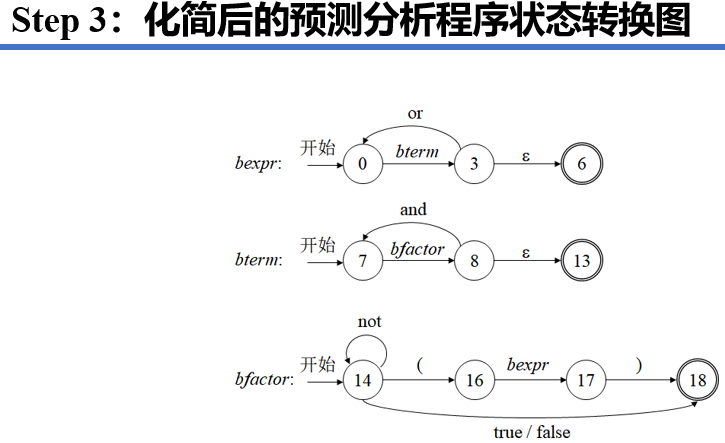 Step 3：化简后的预测分析程序状态转换图
or
bexpr: 开始 0 bterm 3 ε 6
and
bterm: 开始 7 bfactor 8 ε 13
not
bfactor: 开始 14 ( 16 bexpr 17 ) 18
true / false